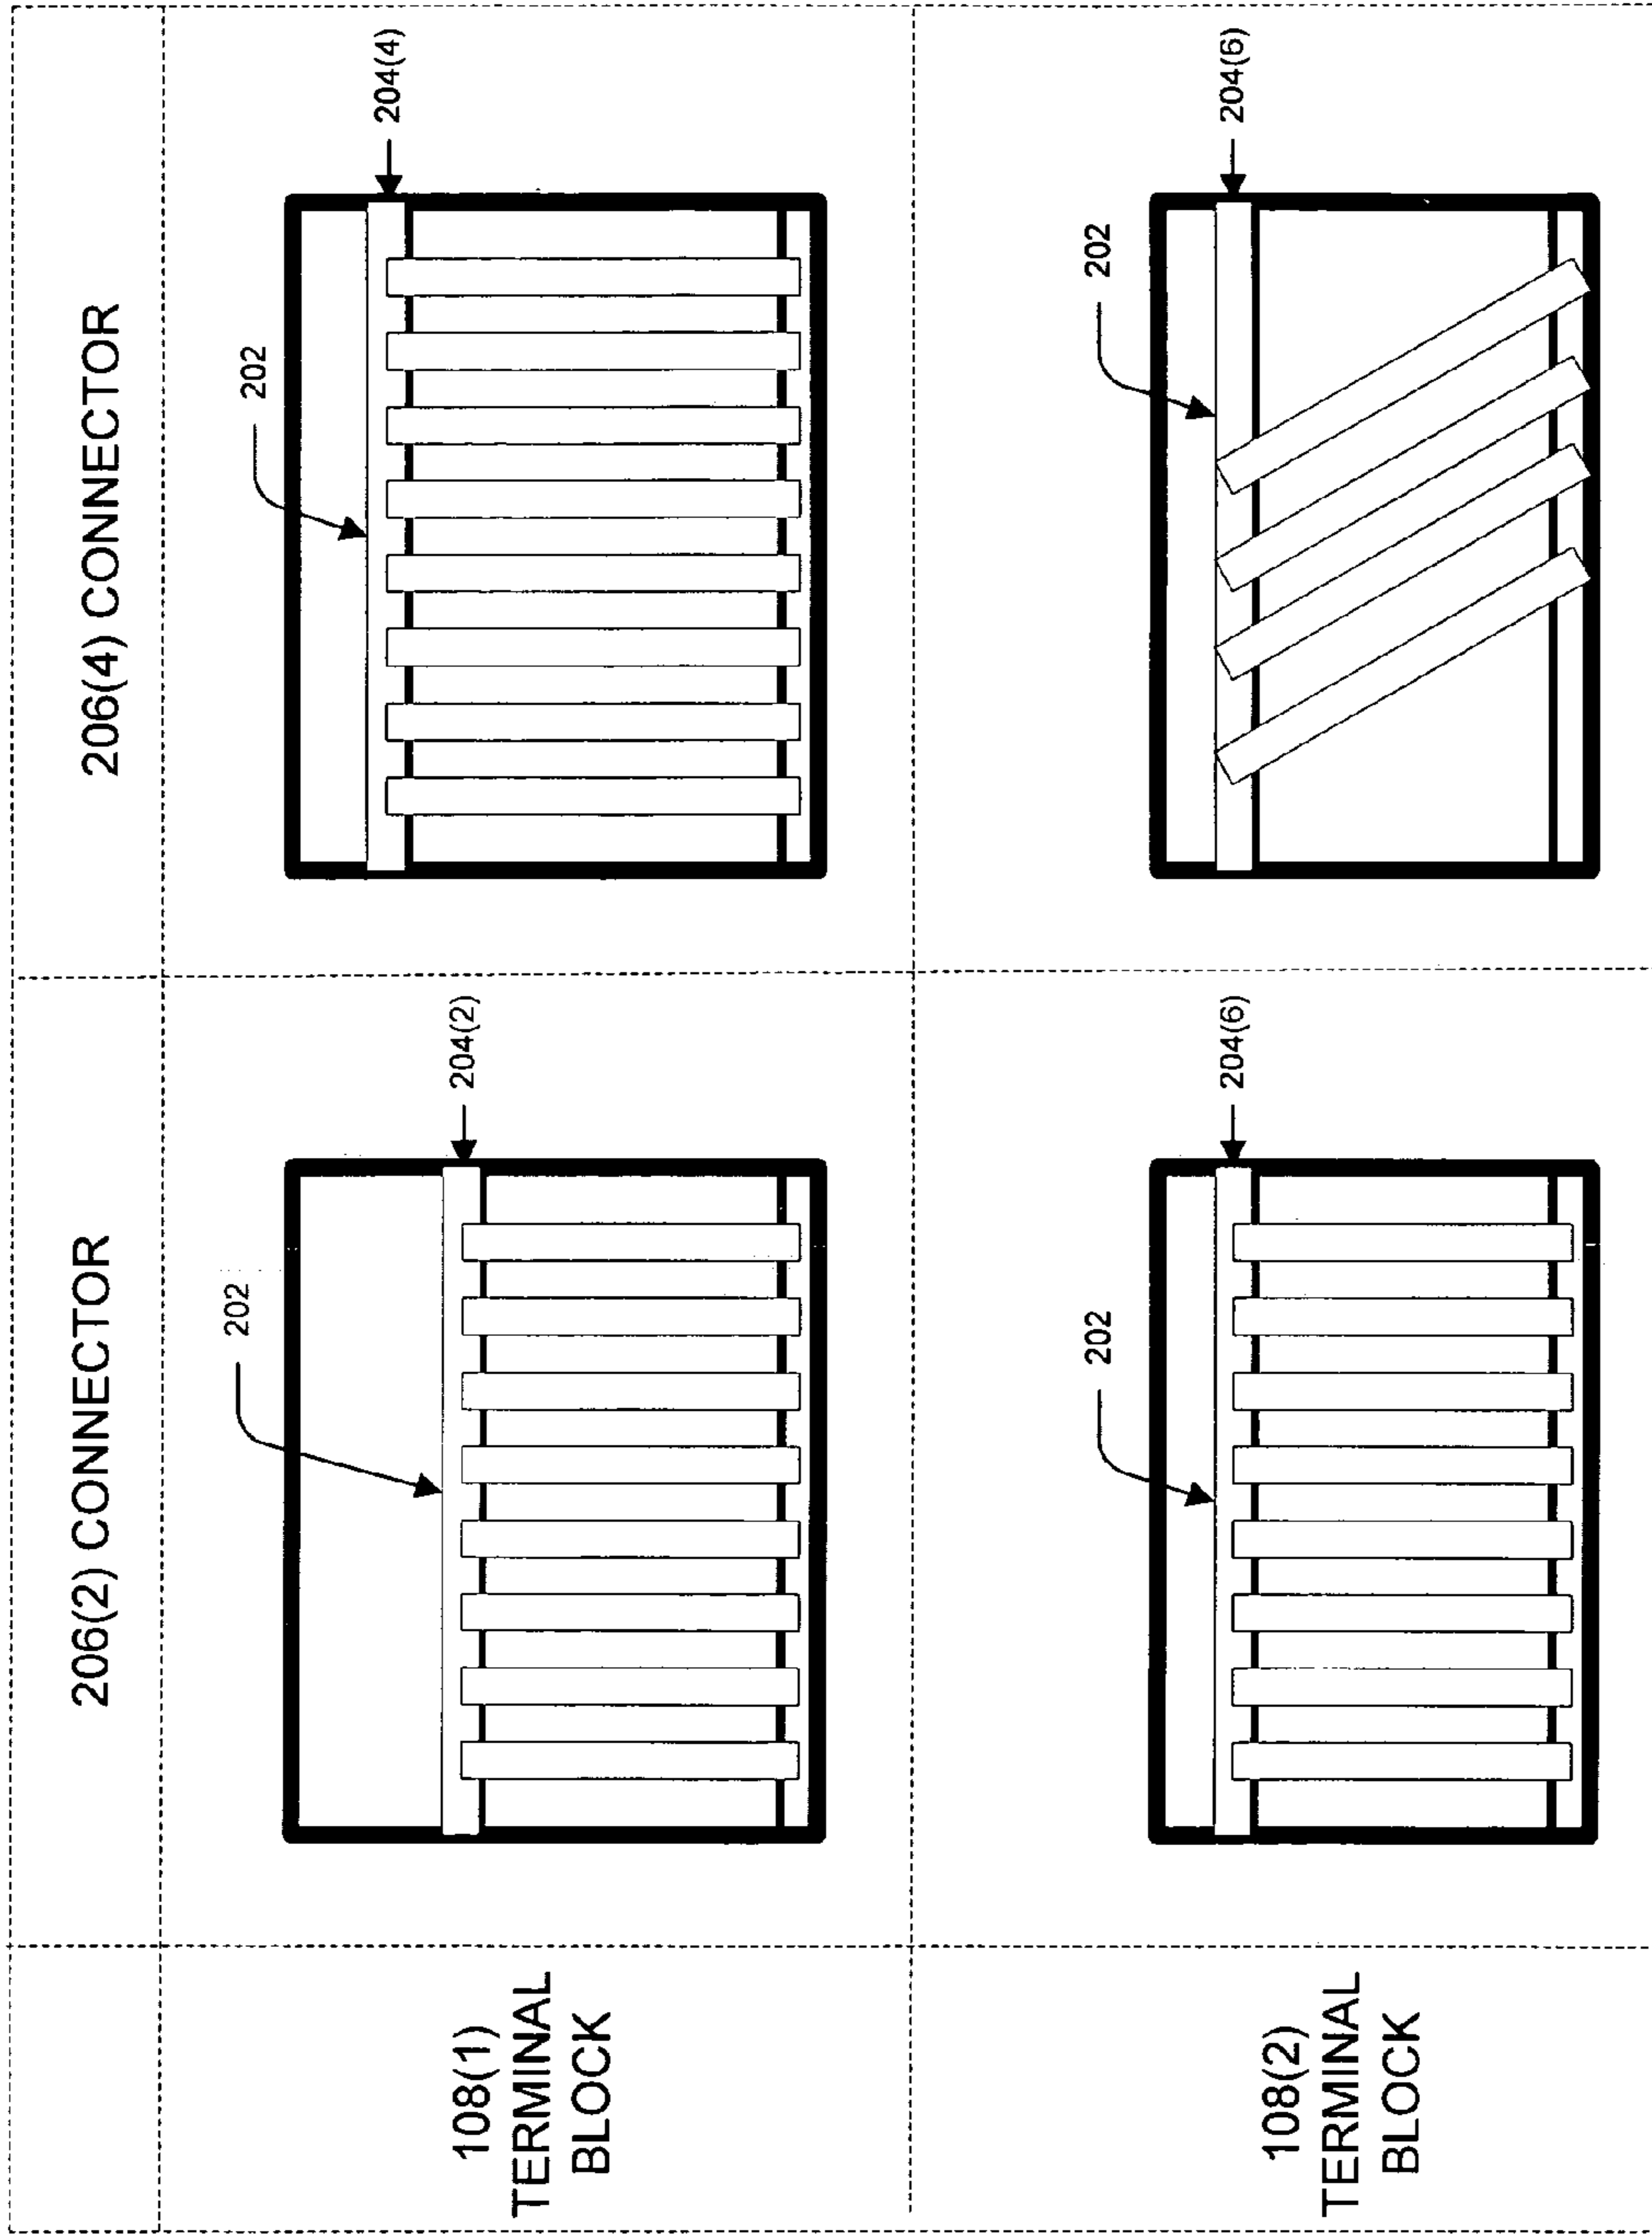 206(2) CONNECTOR
206(4) CONNECTOR
108(1)
TERMINAL
BLOCK
202
204(2)
202
204(4)
108(2)
TERMINAL
BLOCK
202
204(6)
202
204(6)